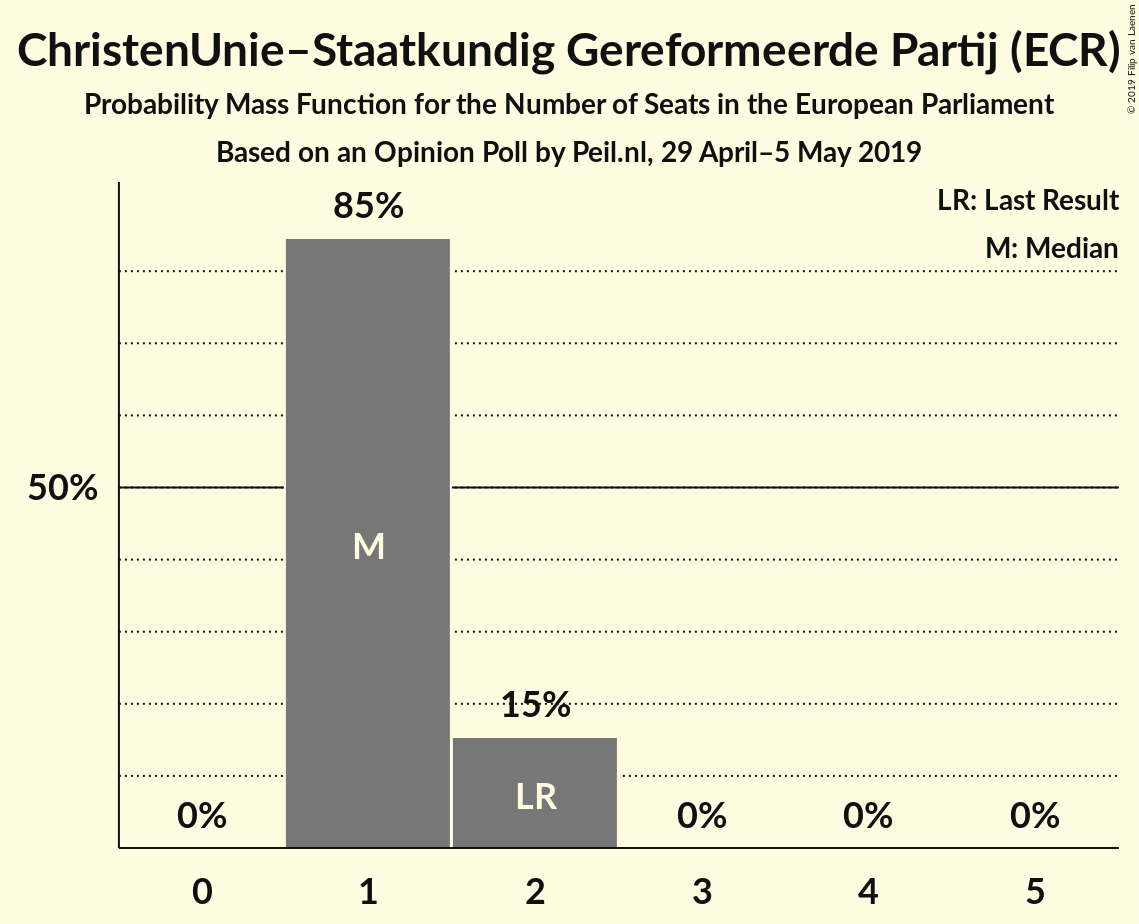 ChristenUnie–Staatkundig Gereformeerde Partij (ECR)
Probability Mass Function for the Number of Seats in the European Parliament
Based on an Opinion Poll by Peil.nl, 29 April–5 May 2019
© 2019 Filip van Laenen
LR: Last Result
M: Median
85%
50%
M
15%
LR
0%
0%
0%
0%
0
1
2
3
4
5